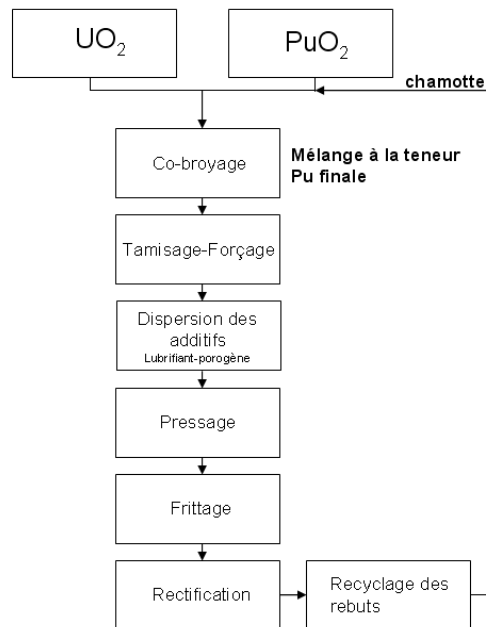 UO₂
PuO₂
chamotte
Co-broyage
Mélange à la teneur
Pu finale
Tamisage-Forçage
Dispersion des
additifs
Lubrifiant-porogène
Pressage
Frittage
Rectification
Recyclage des
rebuts